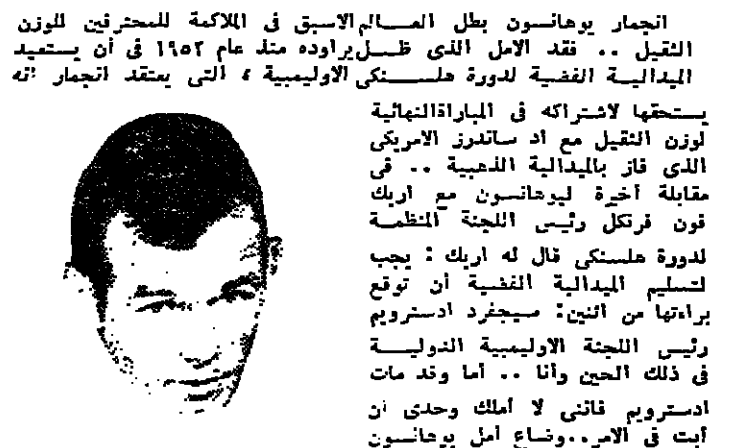 انجمار يوهانسون بطل العالم الاسبق فى الملاكمة للمحترفين للوزن
الثقيل .. فقد الامل الذى ظل يراوده منذ عام ١٩٥٢ فى أن يستعيد
الميدالية الفضية لدورة هلسنكى الاوليمبية ، التى يعتقد انجمار انه
يستحقها لاشتراكه فى المباراة النهائية
لوزن الثقيل مع اد ساندرز الامريكى
الذى فاز بالميدالية الذهبية .. فى
مقابلة أخيرة ليوهانسون مع اريك
فون فرنكل رئيس اللجنة المنظمة
لدورة هلسنكى قال له اريك : يجب
لتسليم الميدالية الفضية أن توقع
براءتها من اثنين: سيجفرد ادسترويم
رئيس اللجنة الاوليمبية الدولية
فى ذلك الحين وأنا .. أما وقد مات
ادسترويم فاننى لا أملك وحدى أن
أبت فى الامر..وضاع أمل يوهانسون